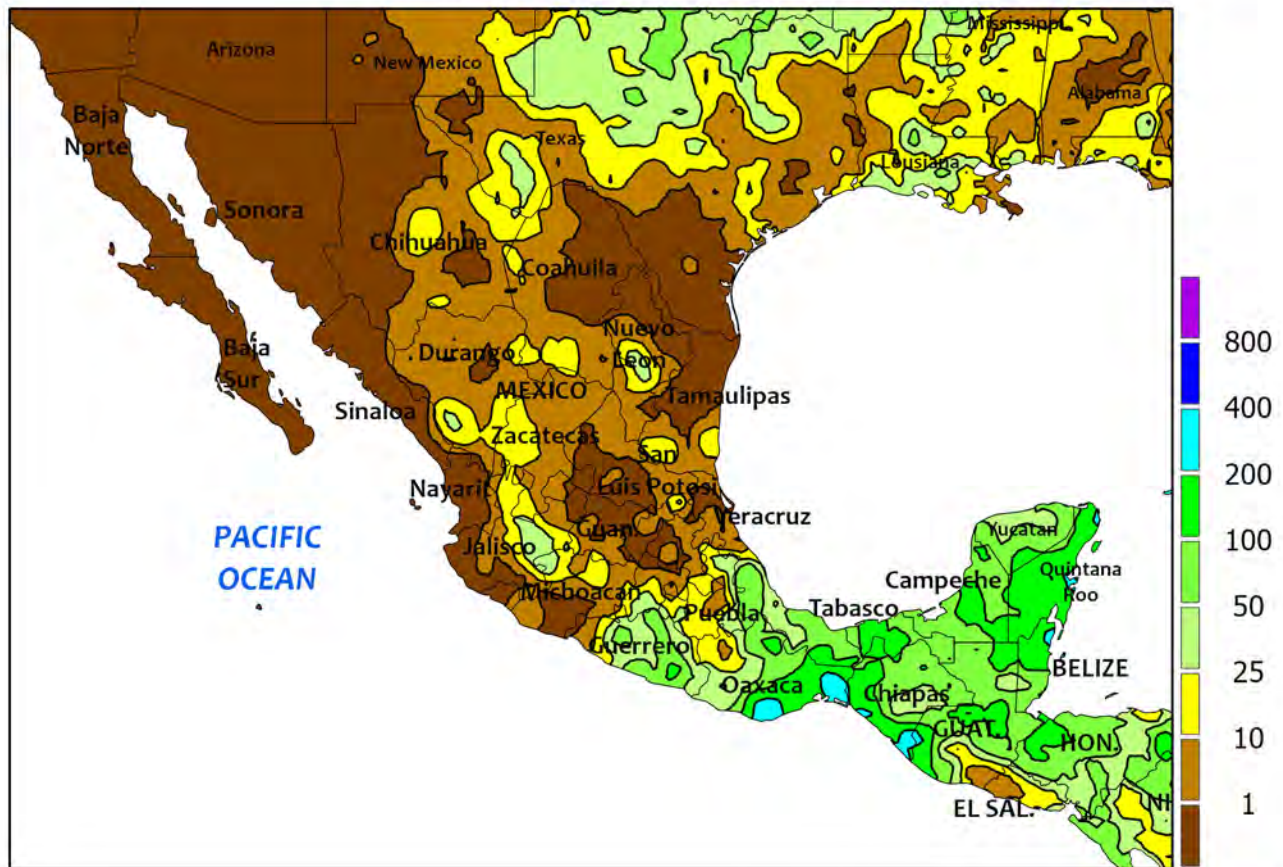 Mississippi
Arizona
New Mexico
Alabama
Baja
Norte
Texas
Lousiana
Sonora
Chihuahua
Coahuila
Nuevo
Leon
Baja
Sur
Durango
MEXICO
Tamaulipas
Sinaloa
Zacatecas
San
Luis Potosi
Nayarit
Veracruz
Guan.
Jalisco
PACIFIC
OCEAN
Yucatan
Campeche
Quintana
Roo
Michoacan
Puebla
Tabasco
Guerrero
BELIZE
Oaxaca
Chiapas
GUAT.
HON.
EL SAL.
NI
800
400
200
100
50
25
10
1